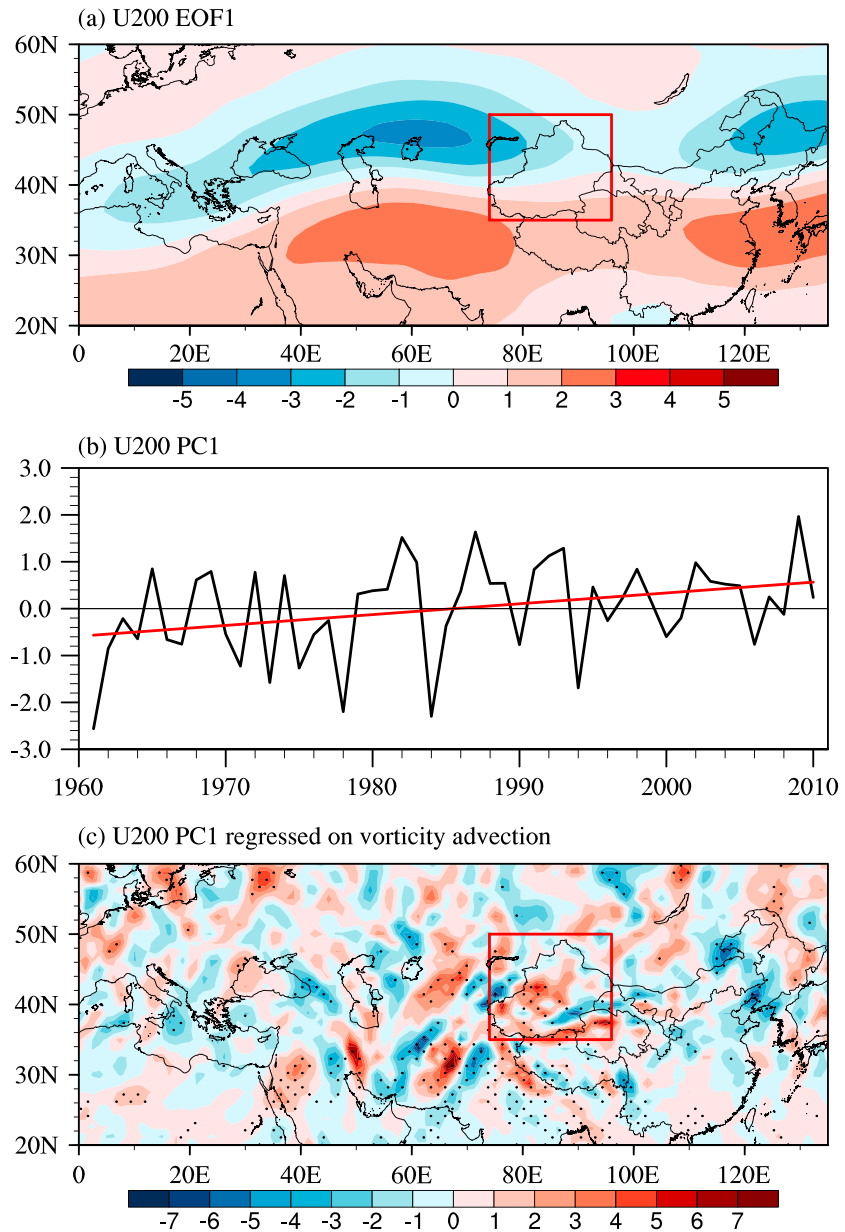 (a) U200 EOF1
60N
50N
40N
30N
20N
0 20E 40E 60E 80E 100E 120E
-5 -4 -3 -2 -1 0 1 2 3 4 5
(b) U200 PC1
3.0
2.0
1.0
0.0
-1.0
-2.0
-3.0
1960 1970 1980 1990 2000 2010
(c) U200 PC1 regressed on vorticity advection
60N
50N
40N
30N
20N
0 20E 40E 60E 80E 100E 120E
-7 -6 -5 -4 -3 -2 -1 0 1 2 3 4 5 6 7